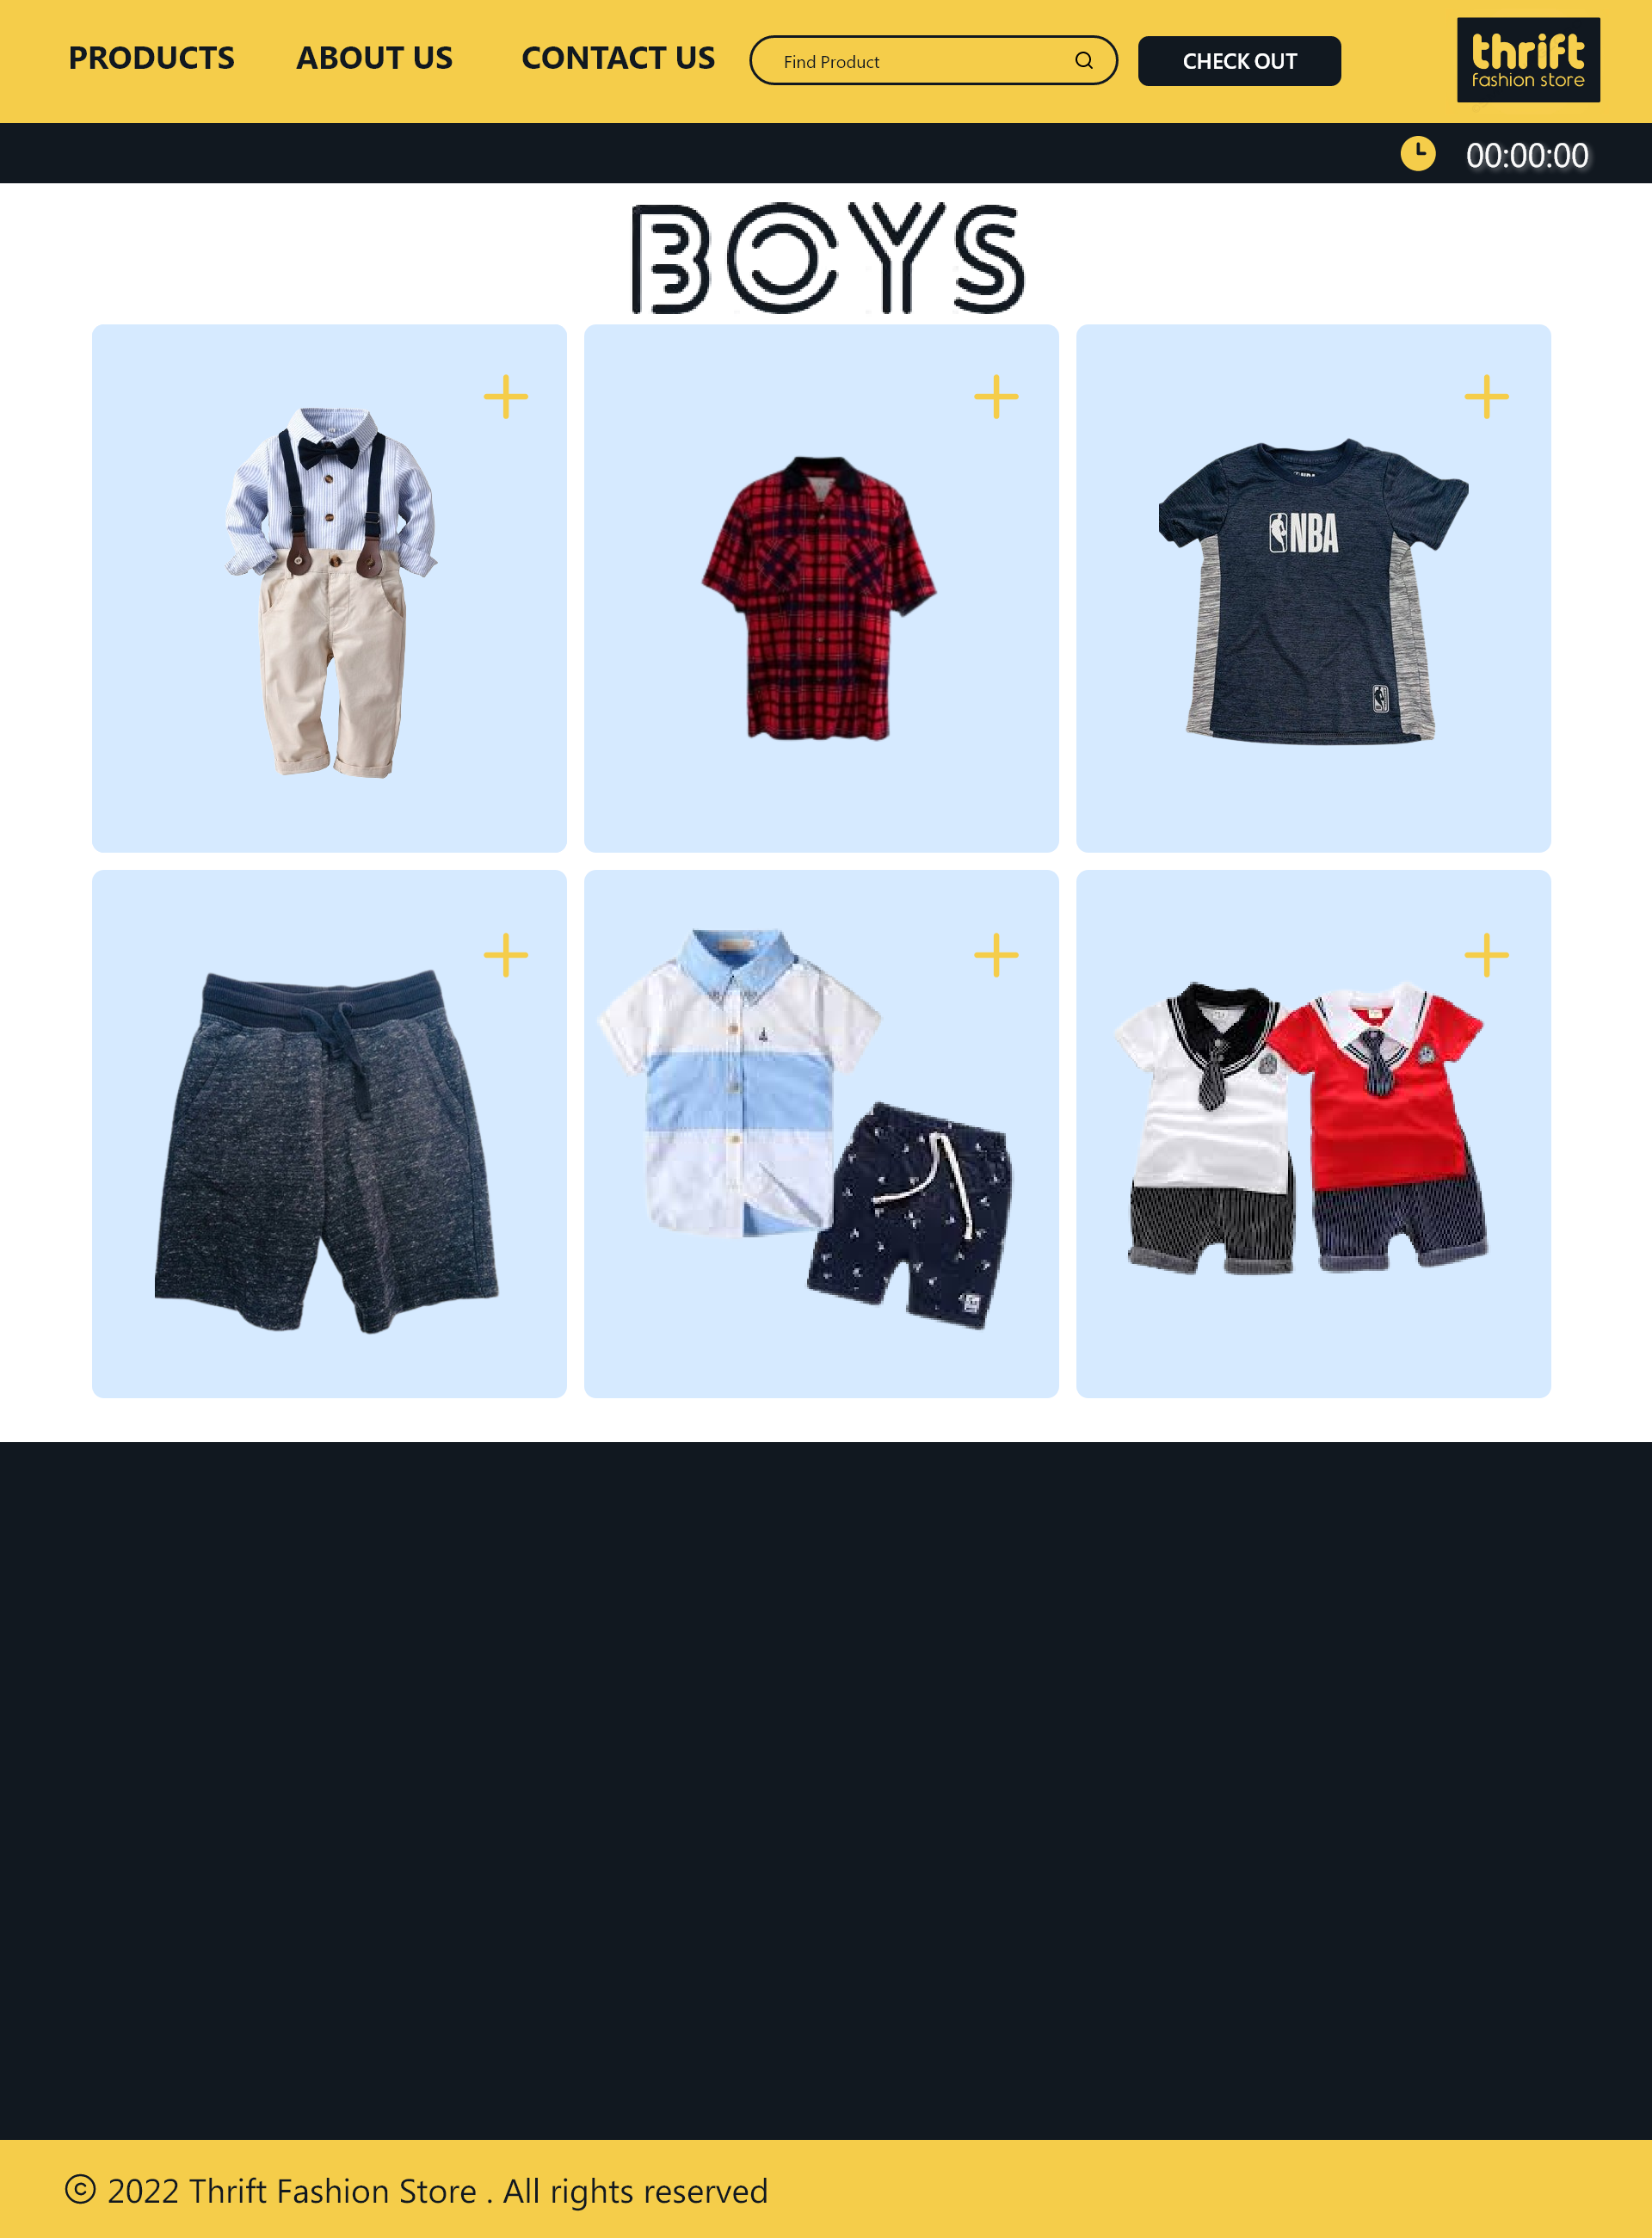 PRODUCTS ABOUT US CONTACT US Find Product CHECK OUT
thrift
fashion store
00:00:00
BOYS
NBA
© 2022 Thrift Fashion Store . All rights reserved